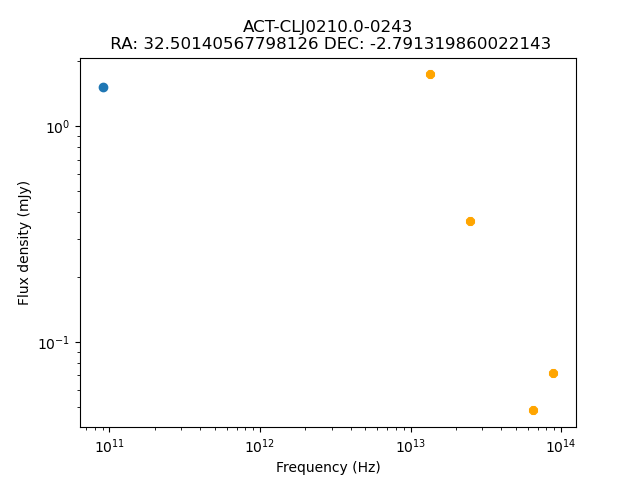 ACT-CLJ0210.0-0243
RA: 32.50140567798126 DEC: -2.791319860022143
Flux density (mJy)
10⁰
10⁻¹
10¹¹ 10¹² 10¹³ 10¹⁴
Frequency (Hz)